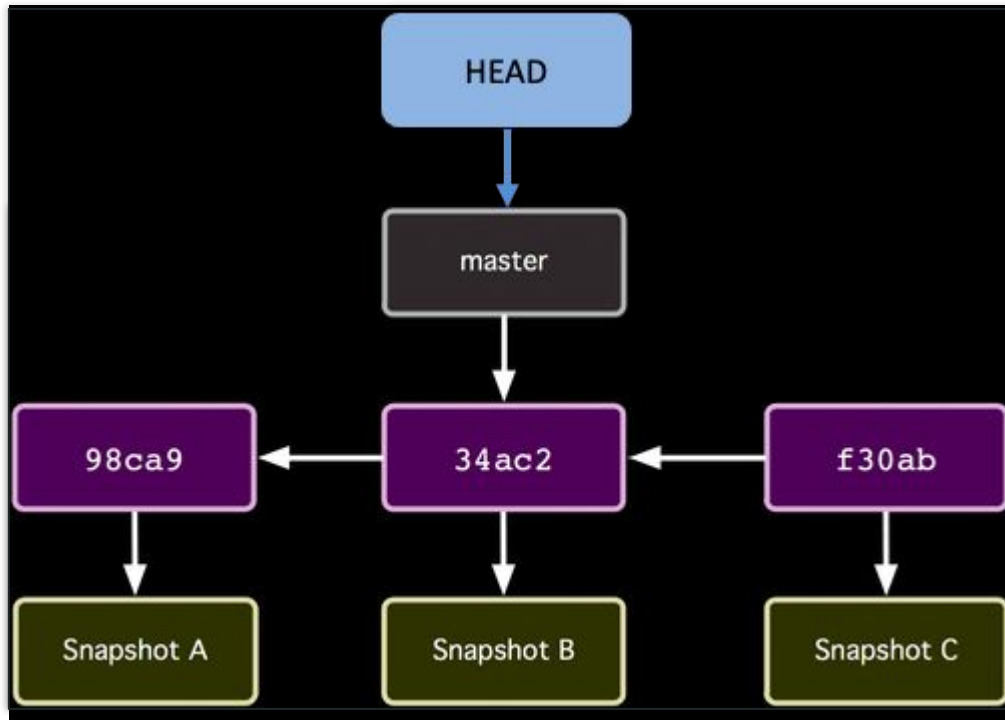 HEAD
master
98ca9
34ac2
f30ab
Snapshot A
Snapshot B
Snapshot C